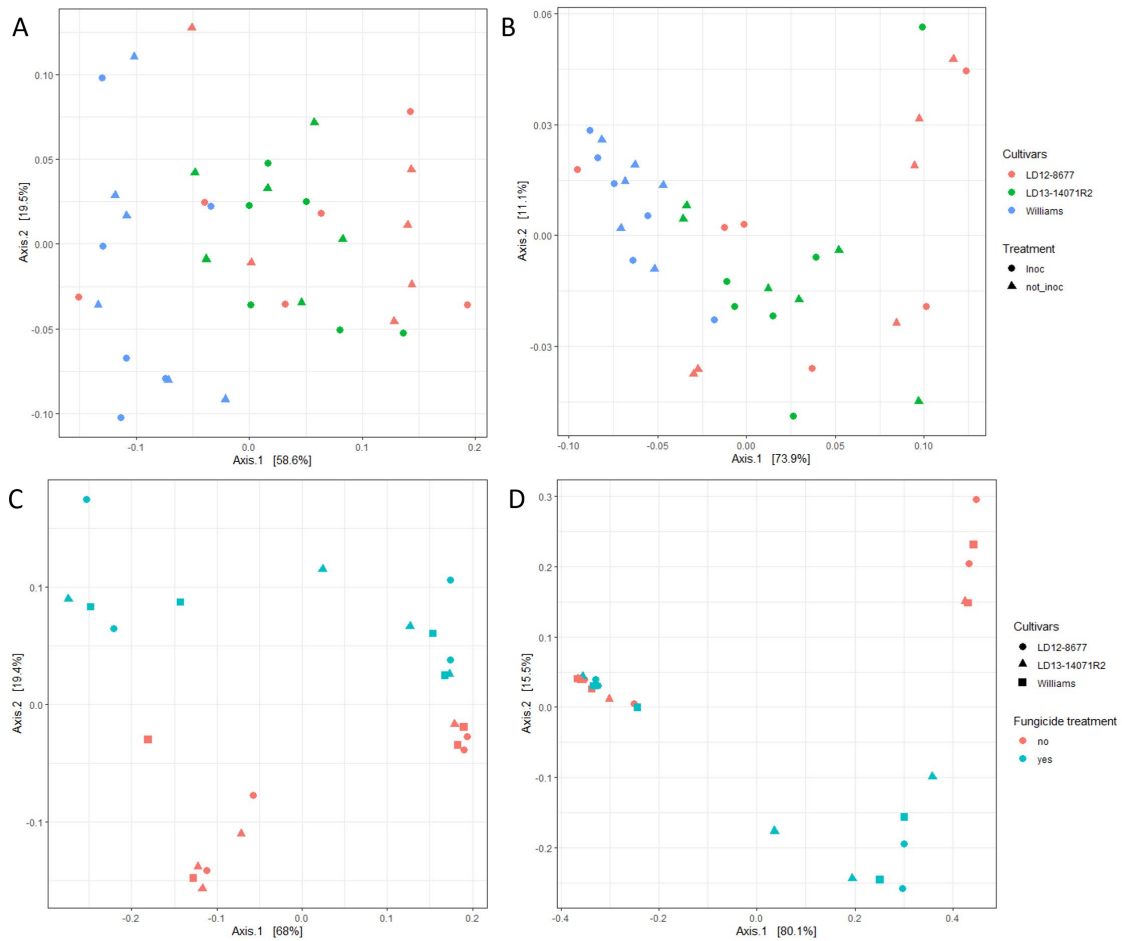 A
0.10
0.05
0.00
-0.05
-0.10
Axis.2 [19.5%]
-0.1
0.0
0.1
0.2
Axis.1 [58.6%]
B
0.06
0.03
0.00
-0.03
Axis.2 [11.1%]
-0.10
-0.05
0.00
0.05
0.10
Axis.1 [73.9%]
Cultivars
LD12-8677
LD13-14071R2
Williams
Treatment
Inoc
not_inoc
C
0.1
0.0
-0.1
Axis.2 [19.4%]
-0.2
-0.1
0.0
0.1
0.2
Axis.1 [68%]
D
0.3
0.2
0.1
0.0
-0.1
-0.2
Axis.2 [15.5%]
-0.4
-0.2
0.0
0.2
0.4
Axis.1 [80.1%]
Cultivars
LD12-8677
LD13-14071R2
Williams
Fungicide treatment
no
yes